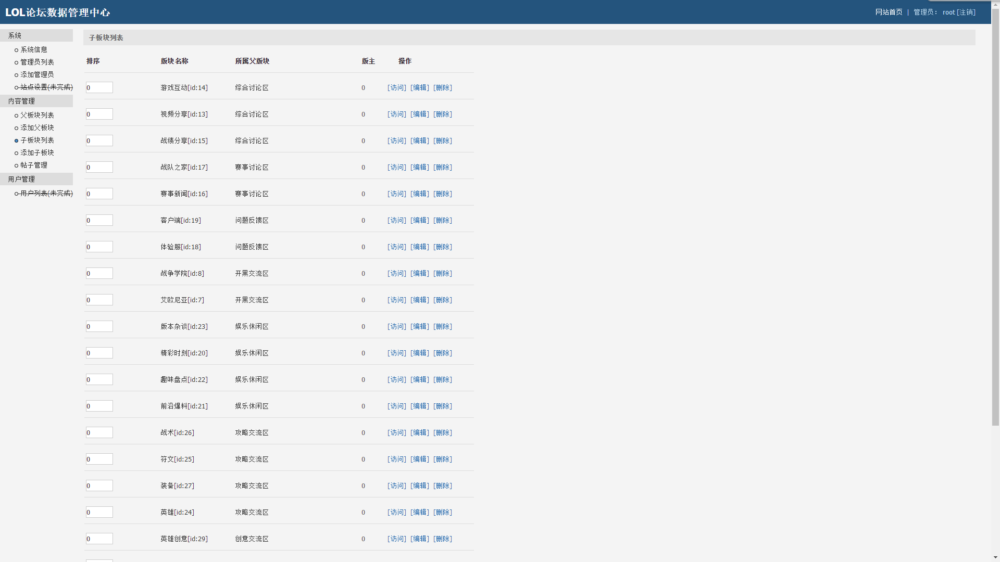 LOL论坛数据管理中心
网站首页 | 管理员： root [注销]
系统
系统信息
管理员列表
添加管理员
站点设置(未完成)
内容管理
父板块列表
添加父板块
子板块列表
添加子板块
帖子管理
用户管理
用户列表(未完成)
子板块列表
排序 版块名称 所属父版块 版主 操作
0 游戏互动[id:14] 综合讨论区 0 [访问] [编辑] [删除]
0 视频分享[id:13] 综合讨论区 0 [访问] [编辑] [删除]
0 战绩分享[id:15] 综合讨论区 0 [访问] [编辑] [删除]
0 战队之家[id:17] 赛事讨论区 0 [访问] [编辑] [删除]
0 赛事新闻[id:16] 赛事讨论区 0 [访问] [编辑] [删除]
0 客户端[id:19] 问题反馈区 0 [访问] [编辑] [删除]
0 体验服[id:18] 问题反馈区 0 [访问] [编辑] [删除]
0 战争学院[id:8] 开黑交流区 0 [访问] [编辑] [删除]
0 艾欧尼亚[id:7] 开黑交流区 0 [访问] [编辑] [删除]
0 版本杂谈[id:23] 娱乐休闲区 0 [访问] [编辑] [删除]
0 精彩时刻[id:20] 娱乐休闲区 0 [访问] [编辑] [删除]
0 趣味盘点[id:22] 娱乐休闲区 0 [访问] [编辑] [删除]
0 前沿爆料[id:21] 娱乐休闲区 0 [访问] [编辑] [删除]
0 战术[id:26] 攻略交流区 0 [访问] [编辑] [删除]
0 符文[id:25] 攻略交流区 0 [访问] [编辑] [删除]
0 装备[id:27] 攻略交流区 0 [访问] [编辑] [删除]
0 英雄[id:24] 攻略交流区 0 [访问] [编辑] [删除]
0 英雄创意[id:29] 创意交流区 0 [访问] [编辑] [删除]